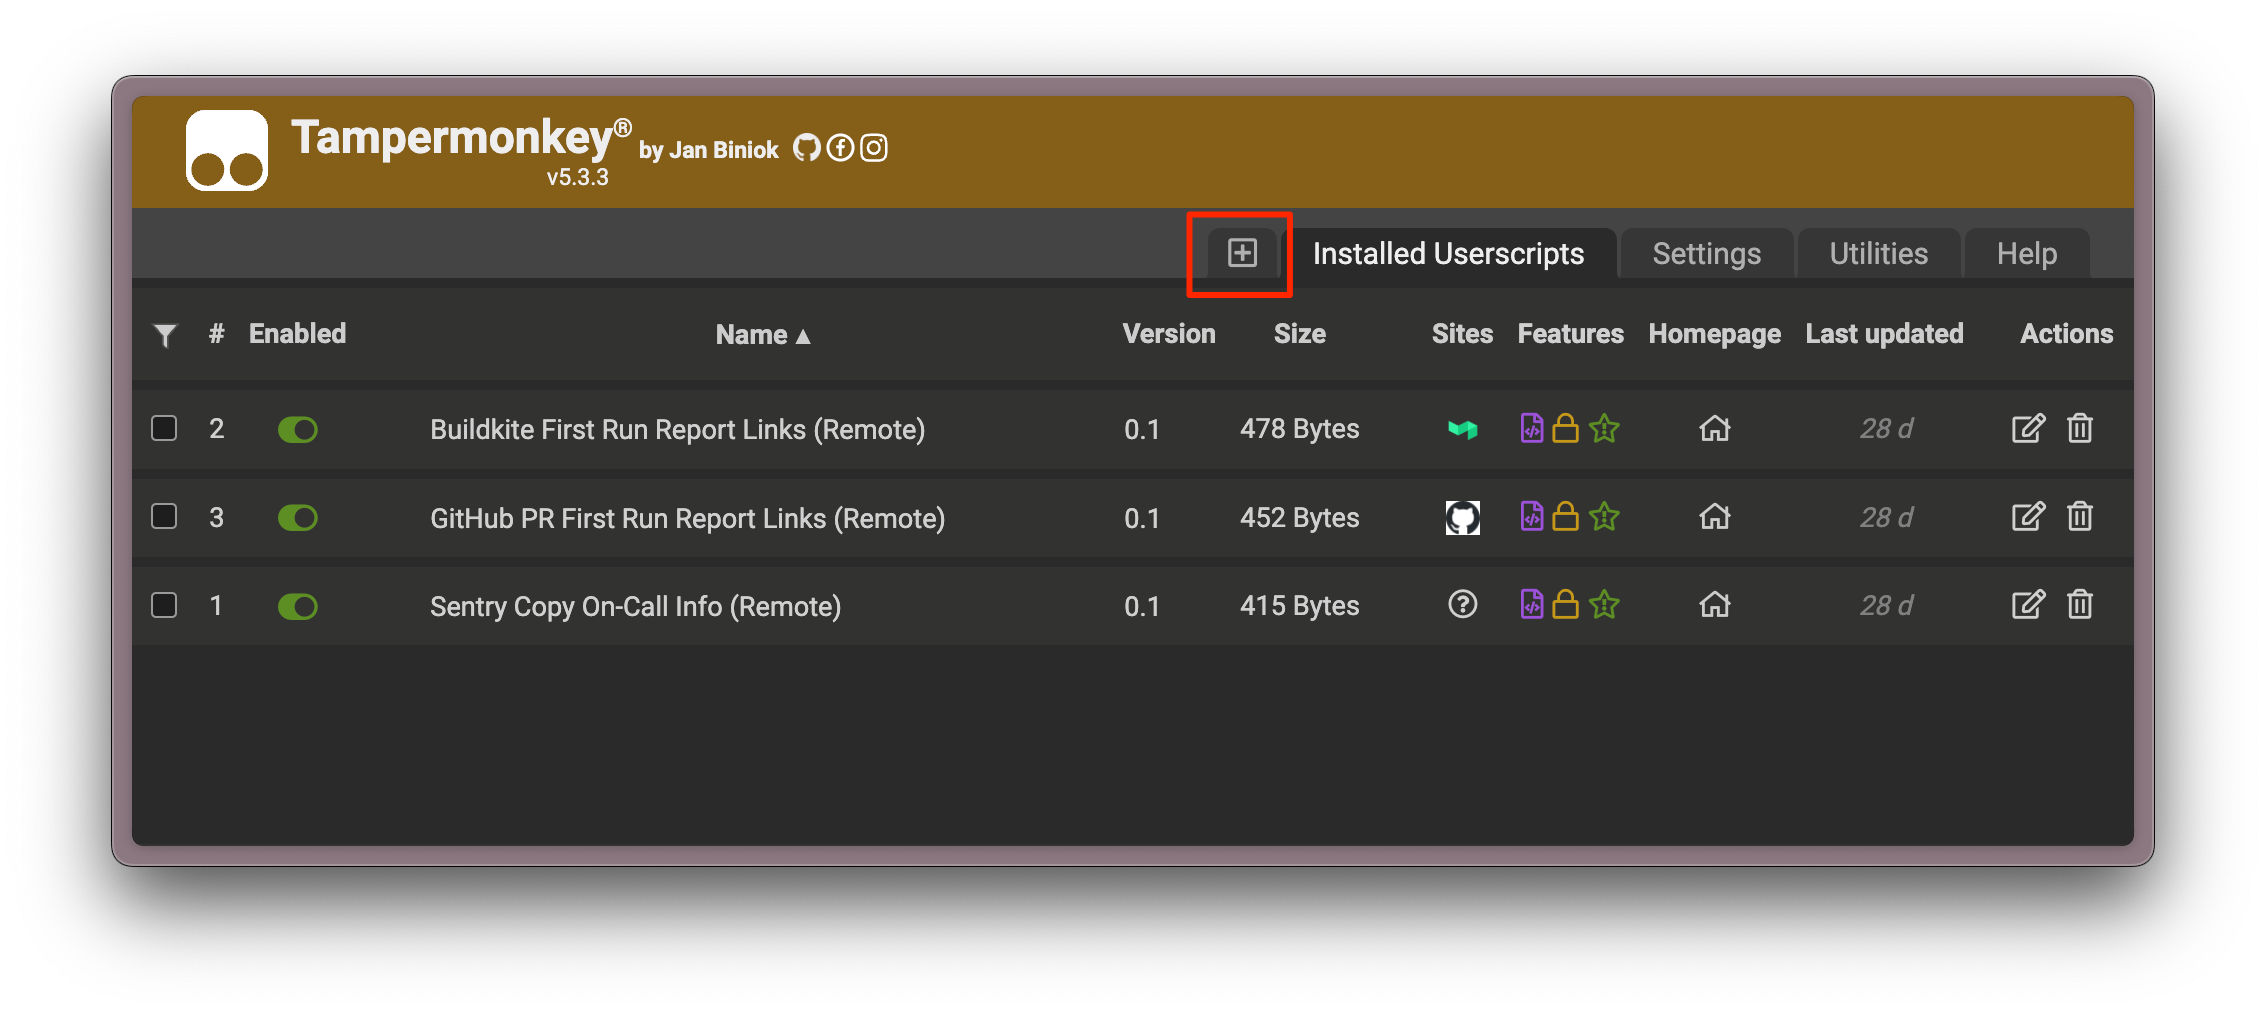 Tampermonkey® by Jan Biniok
v5.3.3
Installed Userscripts Settings Utilities Help
# Enabled Name ▲ Version Size Sites Features Homepage Last updated Actions
2 Buildkite First Run Report Links (Remote) 0.1 478 Bytes 28 d
3 GitHub PR First Run Report Links (Remote) 0.1 452 Bytes 28 d
1 Sentry Copy On-Call Info (Remote) 0.1 415 Bytes 28 d